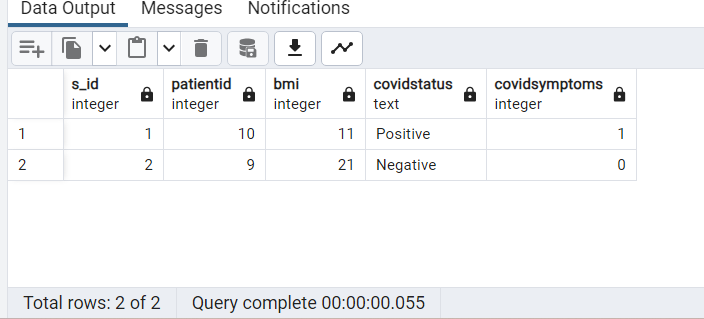 Data Output Messages Notifications
s_id patientid bmi covidstatus covidsymptoms
integer integer integer text integer
1 1 10 11 Positive 1
2 2 9 21 Negative 0
Total rows: 2 of 2 Query complete 00:00:00.055